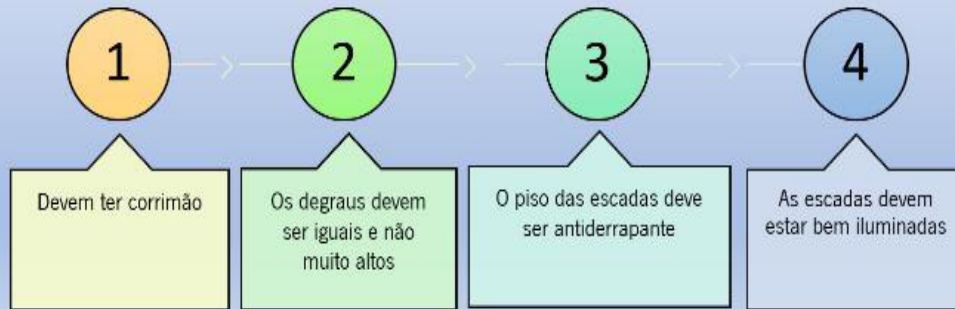 1
2
3
4
Devem ter corrimão
Os degraus devem
ser iguais e não
muito altos
O piso das escadas deve
ser antiderrapante
As escadas devem
estar bem iluminadas